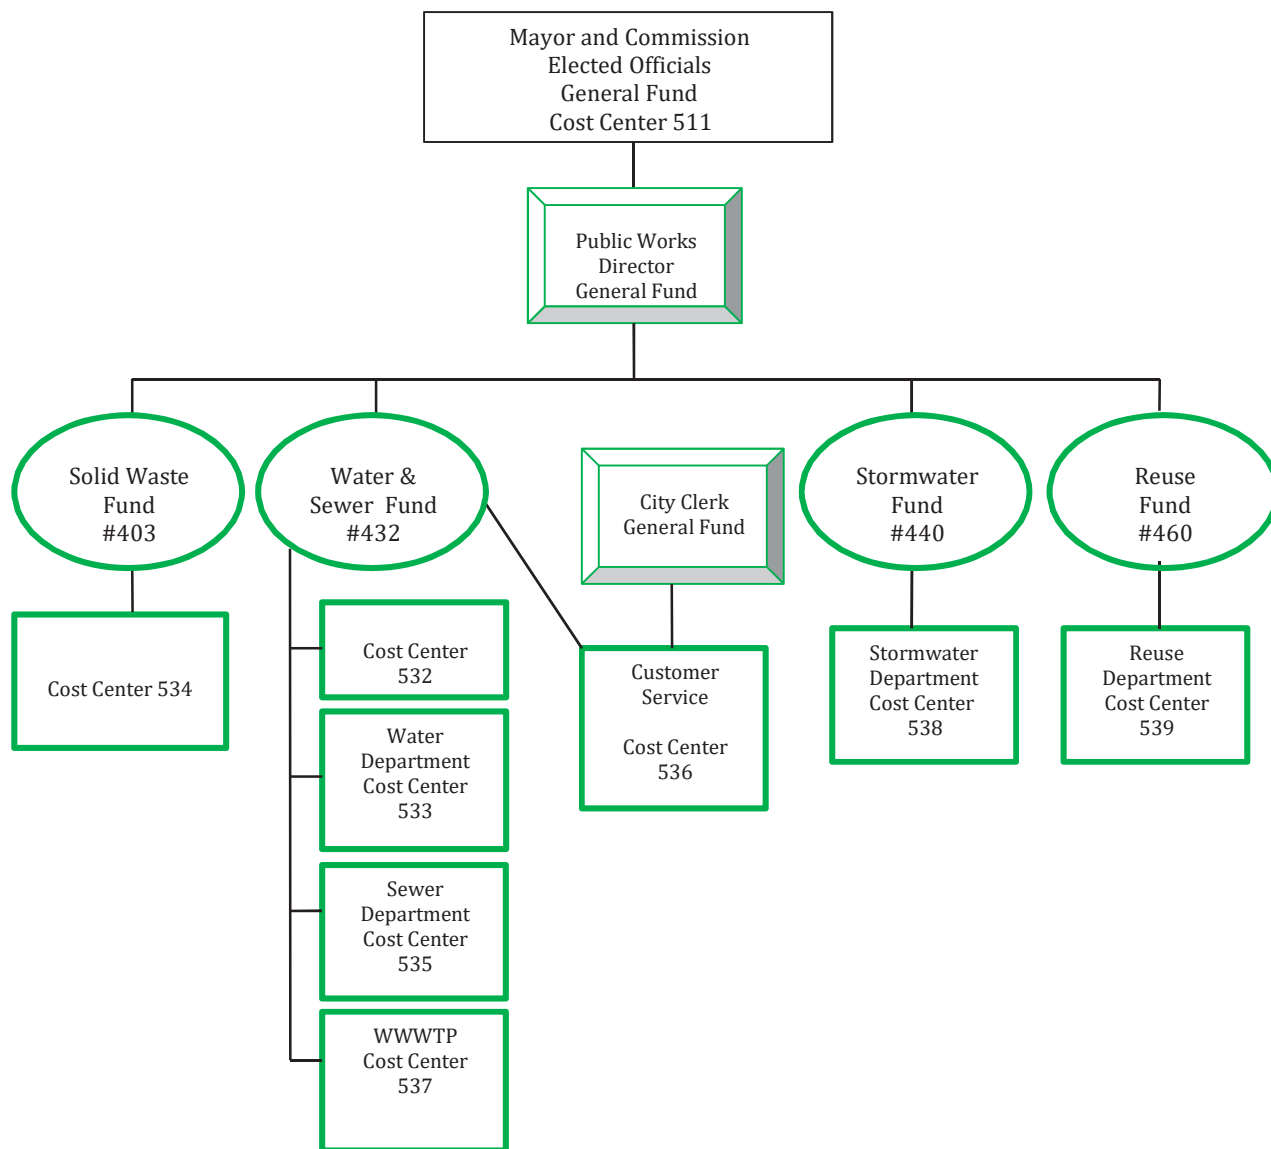 Mayor and Commission
Elected Officials
General Fund
Cost Center 511
Public Works
Director
General Fund
Solid Waste
Fund
#403
Water &
Sewer Fund
#432
City Clerk
General Fund
Stormwater
Fund
#440
Reuse
Fund
#460
Cost Center 534
Cost Center
532
Water
Department
Cost Center
533
Sewer
Department
Cost Center
535
WWWTP
Cost Center
537
Customer
Service
Cost Center
536
Stormwater
Department
Cost Center
538
Reuse
Department
Cost Center
539